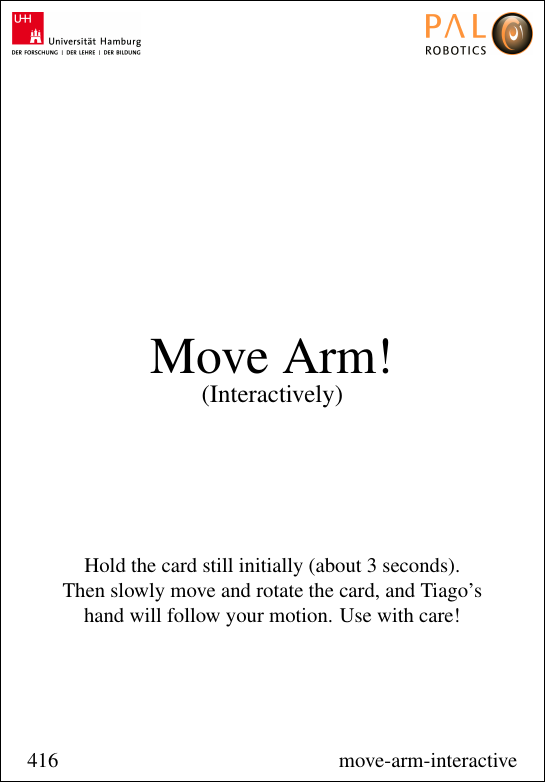 UHH
Universität Hamburg
DER FORSCHUNG | DER LEHRE | DER BILDUNG
PAL
ROBOTICS
Move Arm!
(Interactively)
Hold the card still initially (about 3 seconds).
Then slowly move and rotate the card, and Tiago's
hand will follow your motion. Use with care!
416
move-arm-interactive